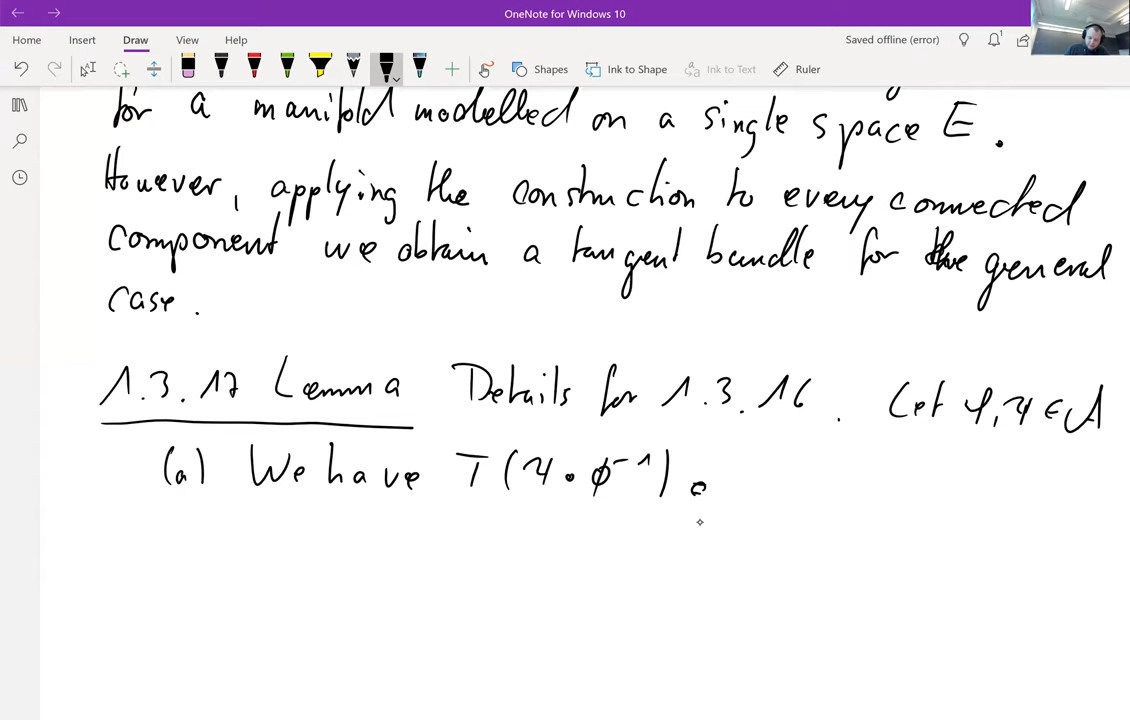 OneNote for Windows 10
Home Insert Draw View Help
Saved offline (error)
1
Shapes Ink to Shape Ink to Text Ruler
for a manifold modelled on a single space E.
However, applying the construction to every connected
component we obtain a tangent bundle for the general
case.
1.3.17 Lemma Details for 1.3.16. Let φ, ψ ∈ A
(a) We have T(ψ∘φ⁻¹)∘